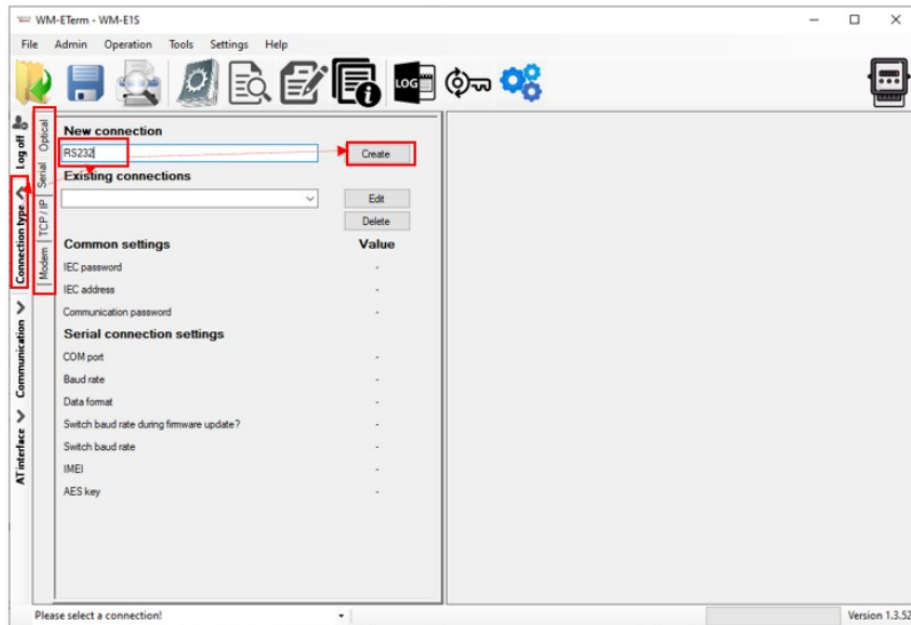 WM-ETerm - WM-E1S
File Admin Operation Tools Settings Help
LOG
Log off
Connection type
Communication
AT interface
Optical
Serial
TCP / IP
Modem
New connection
RS232
Create
Existing connections
Edit
Delete
Common settings Value
IEC password -
IEC address -
Communication password -
Serial connection settings
COM port -
Baud rate -
Data format -
Switch baud rate during firmware update? -
Switch baud rate -
IMEI -
AES key -
Please select a connection! Version 1.3.52